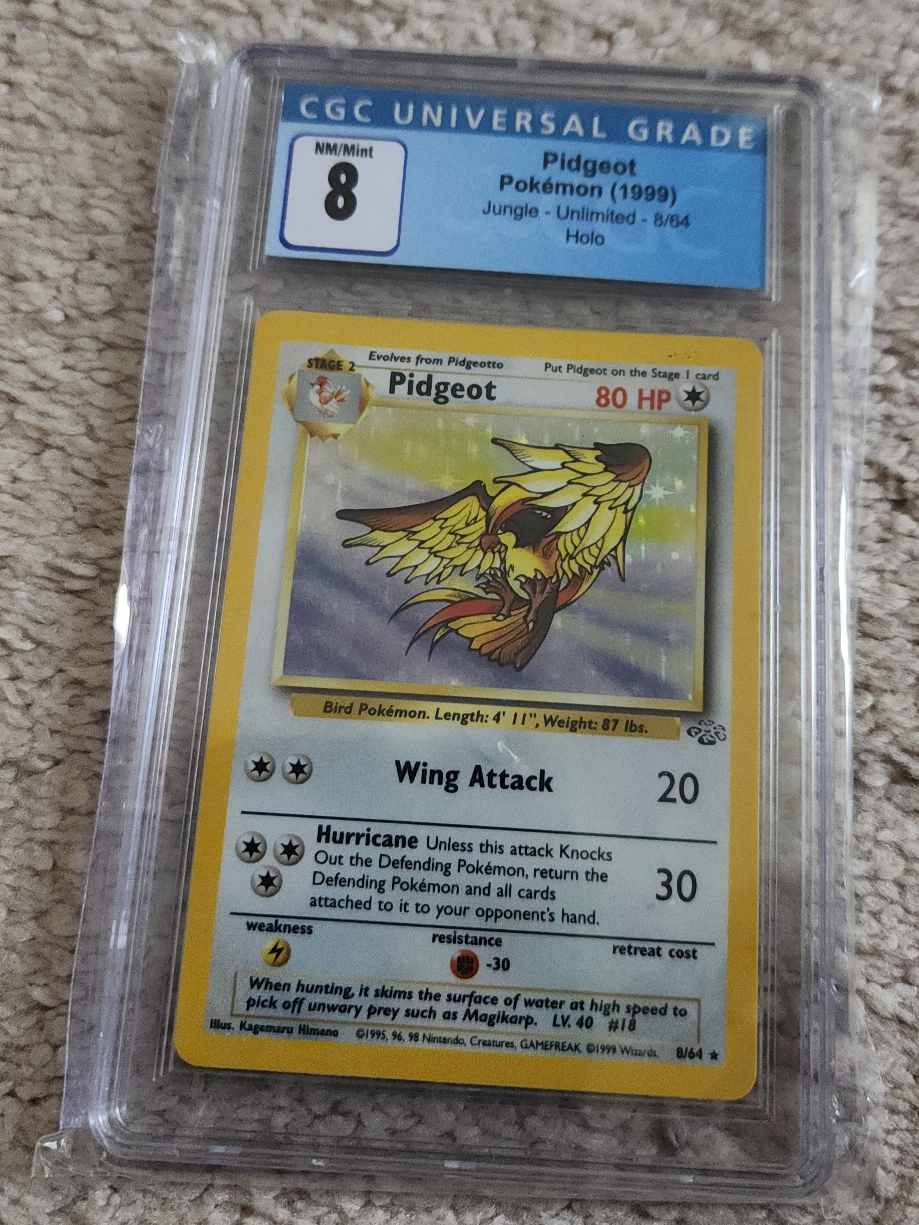 CGC UNIVERSAL GRADE
NM/Mint
8
Pidgeot
Pokémon (1999)
Jungle - Unlimited - 8/64
Holo
STAGE 2
Evolves from Pidgeotto
Put Pidgeot on the Stage 1 card
Pidgeot
80 HP
Bird Pokémon. Length: 4' 11", Weight: 87 lbs.
Wing Attack
20
Hurricane Unless this attack Knocks
Out the Defending Pokémon, return the
Defending Pokémon and all cards
attached to it to your opponent's hand.
30
weakness
resistance
retreat cost
-30
When hunting, it skims the surface of water at high speed to
pick off unwary prey such as Magikarp. LV. 40 #18
Illus. Kagemaru Himeno
©1995, 96, 98 Nintendo, Creatures, GAMEFREAK. ©1999 Wizards.
8/64 ★